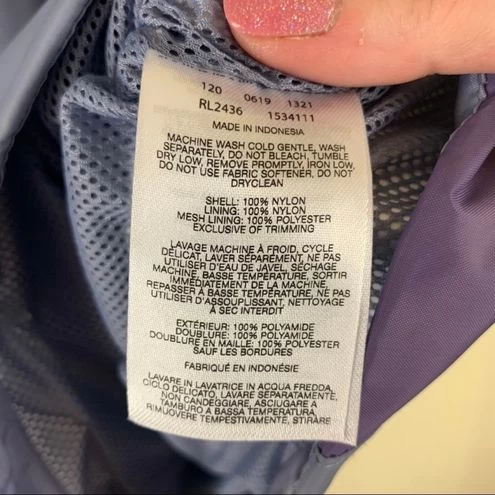 120 0619 1321
RL2436 1534111
MADE IN INDONESIA
MACHINE WASH COLD GENTLE, WASH
SEPARATELY, DO NOT BLEACH, TUMBLE
DRY LOW, REMOVE PROMPTLY, IRON LOW,
DO NOT USE FABRIC SOFTENER, DO NOT
DRYCLEAN
SHELL: 100% NYLON
LINING: 100% NYLON
MESH LINING: 100% POLYESTER
EXCLUSIVE OF TRIMMING
LAVAGE MACHINE À FROID, CYCLE
DÉLICAT, LAVER SÉPARÉMENT, NE PAS
UTILISER D'EAU DE JAVEL, SÉCHAGE
MACHINE, BASSE TEMPÉRATURE, SORTIR
IMMÉDIATEMENT DE LA MACHINE,
REPASSER À BASSE TEMPÉRATURE, NE PAS
UTILISER D'ASSOUPLISSANT, NETTOYAGE
À SEC INTERDIT
EXTÉRIEUR: 100% POLYAMIDE
DOUBLURE: 100% POLYAMIDE
DOUBLURE EN MAILLE: 100% POLYESTER
SAUF LES BORDURES
FABRIQUÉ EN INDONÉSIE
LAVARE IN LAVATRICE IN ACQUA FREDDA,
CICLO DELICATO, LAVARE SEPARATAMENTE,
NON CANDEGGIARE, ASCIUGARE A
TAMBURO A BASSA TEMPERATURA,
RIMUOVERE TEMPESTIVAMENTE, STIRARE